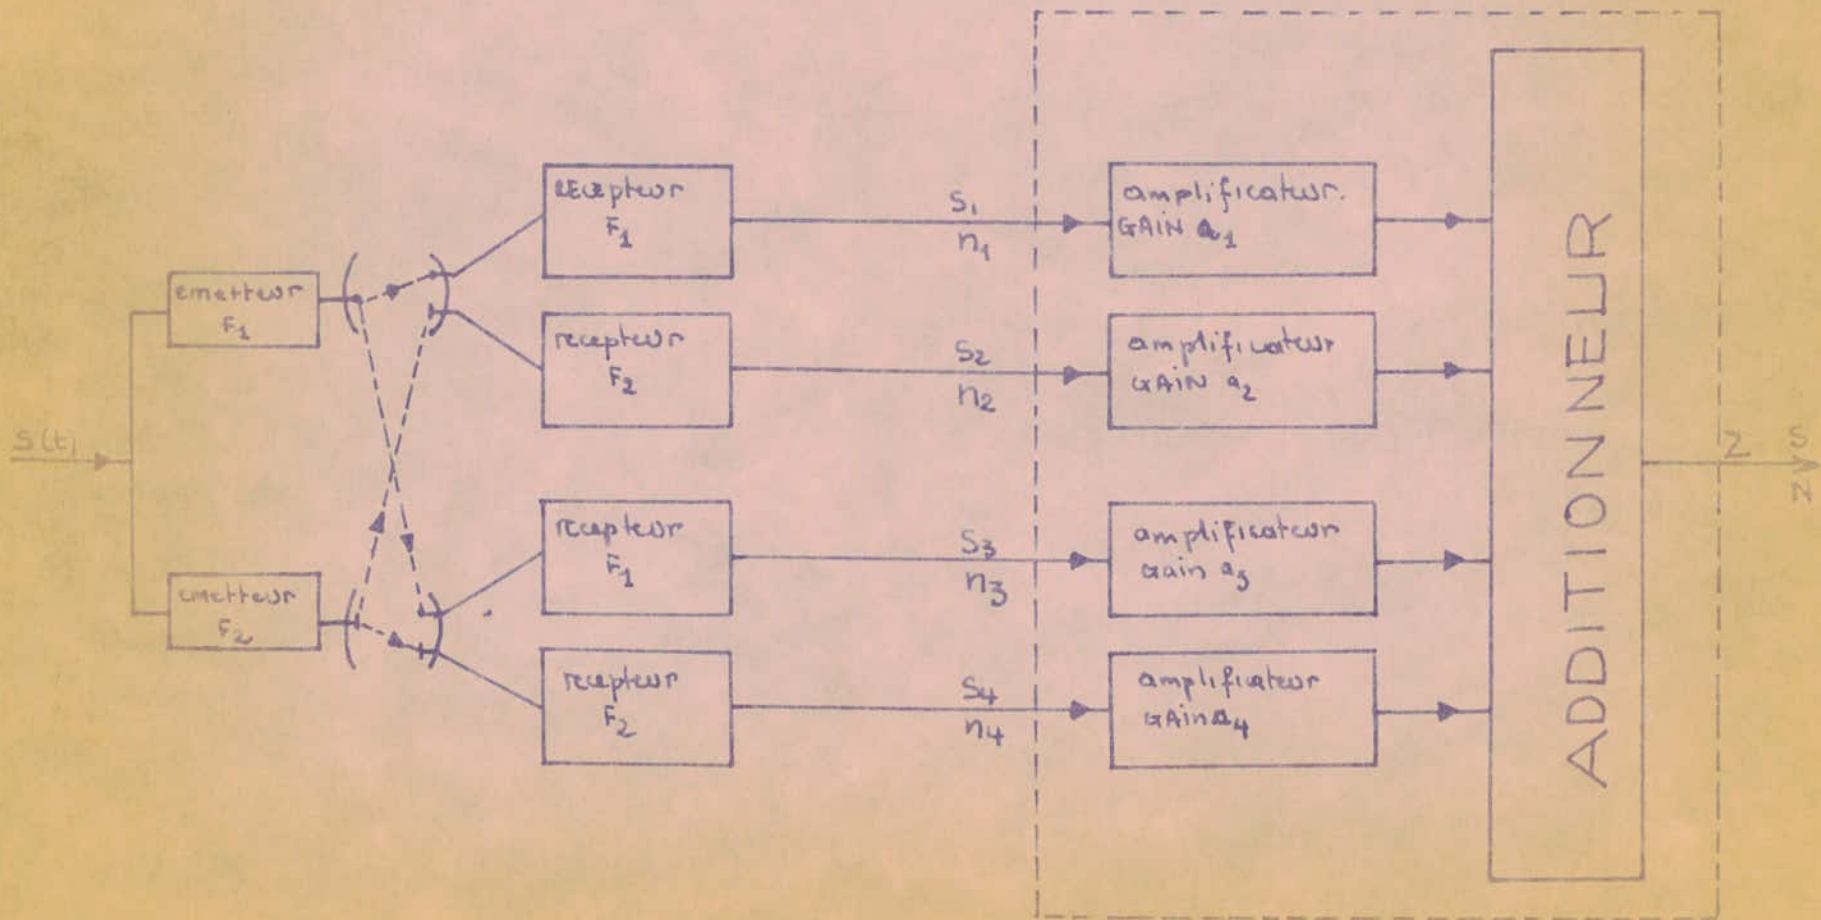 S(t)
emetteur
F1
emetteur
F2
REcepteur
F1
recepteur
F2
recepteur
F1
recepteur
F2
S1
n1
S2
n2
S3
n3
S4
n4
amplificateur.
GAIN a1
amplificateur
GAIN a2
amplificateur
Gain a3
amplificateur
GAin a4
ADDITIONNEUR
Z
S
N